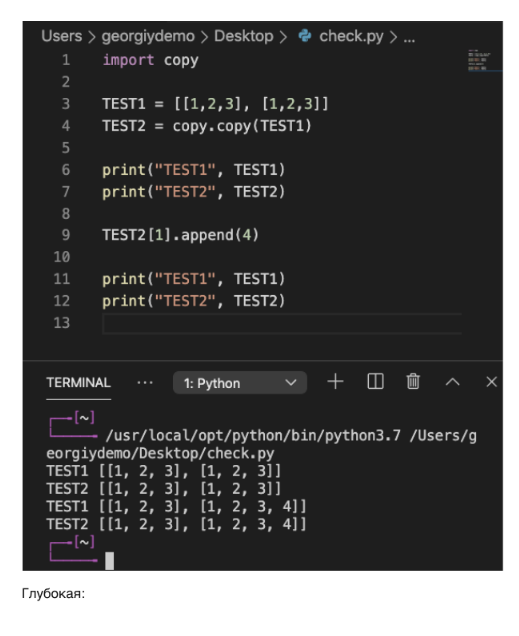 Users > georgiydemo > Desktop > check.py > ...
1 import copy
2
3 TEST1 = [[1,2,3], [1,2,3]]
4 TEST2 = copy.copy(TEST1)
5
6 print("TEST1", TEST1)
7 print("TEST2", TEST2)
8
9 TEST2[1].append(4)
10
11 print("TEST1", TEST1)
12 print("TEST2", TEST2)
13
TERMINAL ··· 1: Python
[~]
/usr/local/opt/python/bin/python3.7 /Users/g
eorgiydemo/Desktop/check.py
TEST1 [[1, 2, 3], [1, 2, 3]]
TEST2 [[1, 2, 3], [1, 2, 3]]
TEST1 [[1, 2, 3], [1, 2, 3, 4]]
TEST2 [[1, 2, 3], [1, 2, 3, 4]]
[~]
Глубокая: